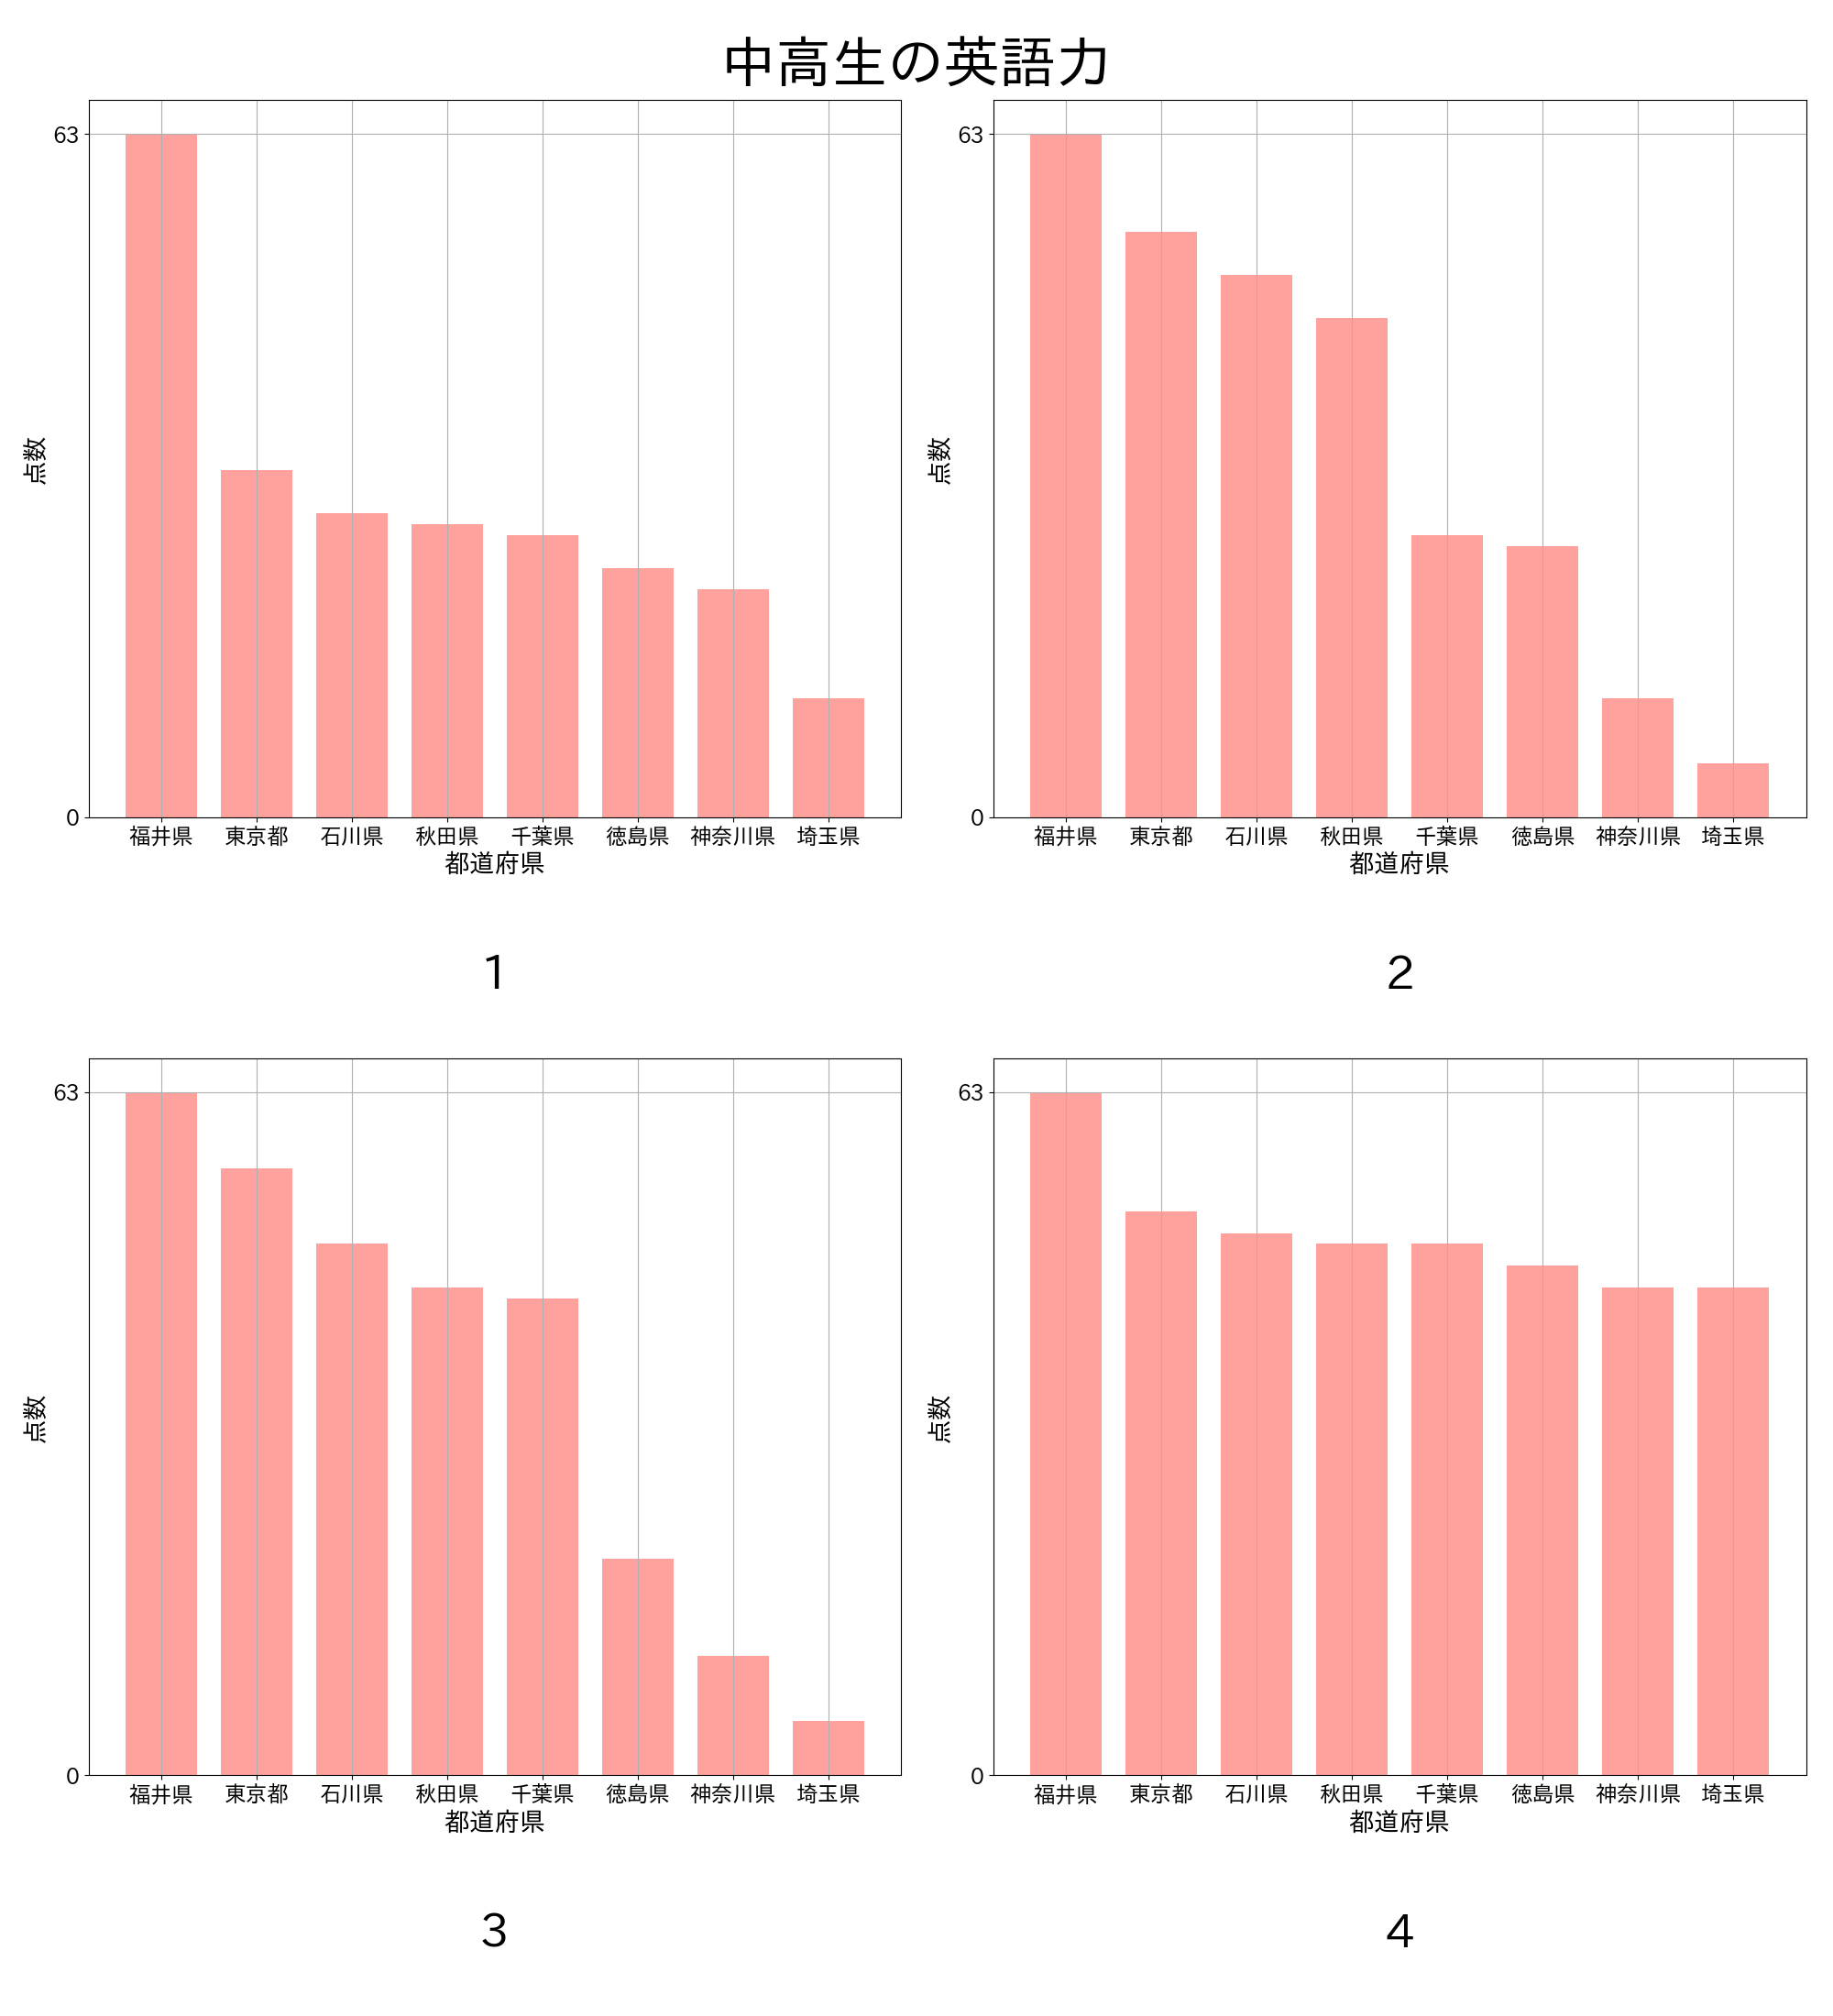 中高生の英語力
63
点数
0
福井県 東京都 石川県 秋田県 千葉県 徳島県 神奈川県 埼玉県
都道府県
1
63
点数
0
福井県 東京都 石川県 秋田県 千葉県 徳島県 神奈川県 埼玉県
都道府県
2
63
点数
0
福井県 東京都 石川県 秋田県 千葉県 徳島県 神奈川県 埼玉県
都道府県
3
63
点数
0
福井県 東京都 石川県 秋田県 千葉県 徳島県 神奈川県 埼玉県
都道府県
4